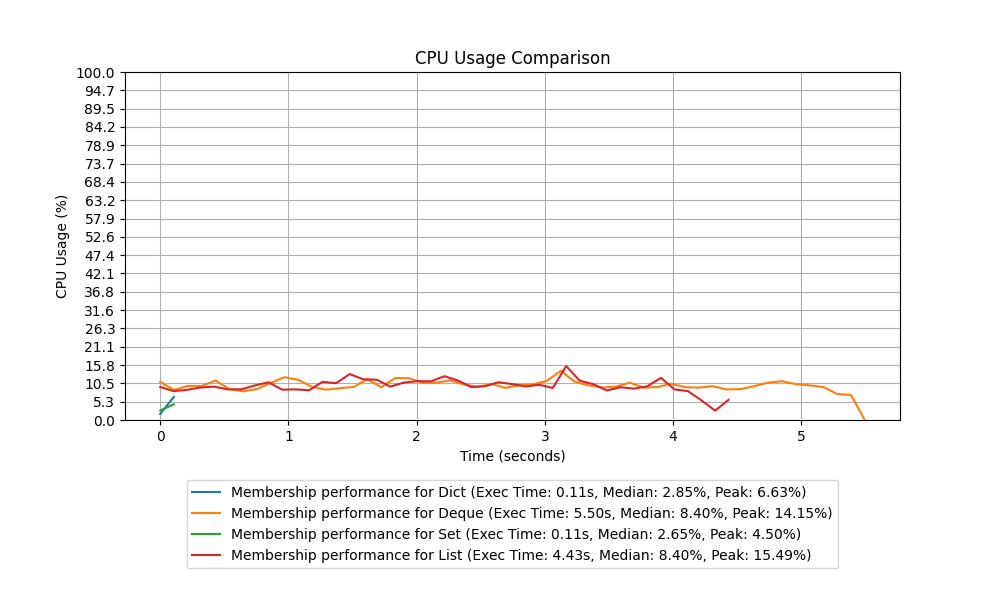 CPU Usage Comparison
100.0
94.7
89.5
84.2
78.9
73.7
68.4
63.2
57.9
52.6
47.4
42.1
36.8
31.6
26.3
21.1
15.8
10.5
5.3
0.0
CPU Usage (%)
0 1 2 3 4 5
Time (seconds)
Membership performance for Dict (Exec Time: 0.11s, Median: 2.85%, Peak: 6.63%)
Membership performance for Deque (Exec Time: 5.50s, Median: 8.40%, Peak: 14.15%)
Membership performance for Set (Exec Time: 0.11s, Median: 2.65%, Peak: 4.50%)
Membership performance for List (Exec Time: 4.43s, Median: 8.40%, Peak: 15.49%)